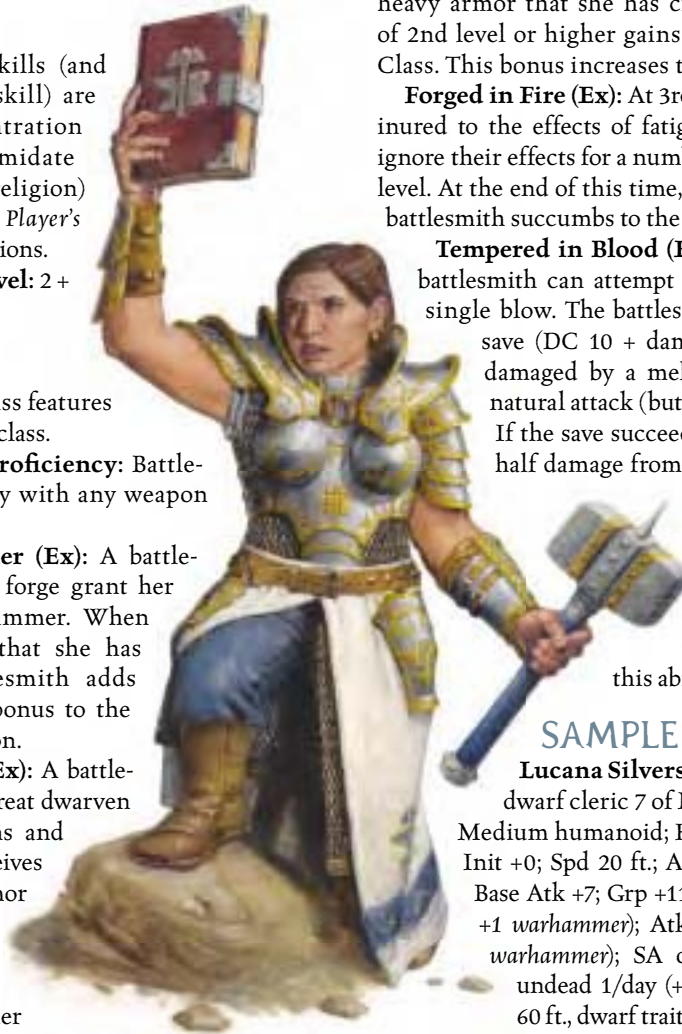 kills (and
skill) are
ntration
midate
eligion)
Player's
ions.
vel: 2 +
ss features
class.
roficiency: Battle-
y with any weapon
er (Ex): A battle-
forge grant her
mmer. When
that she has
esmith adds
bonus to the
on.
Ex): A battle-
reat dwarven
ns and
eives
nor
er
heavy armor that she has c
of 2nd level or higher gains
Class. This bonus increases t
Forged in Fire (Ex): At 3r
inured to the effects of fatig
ignore their effects for a numb
level. At the end of this time,
battlesmith succumbs to the
Tempered in Blood (E
battlesmith can attempt
single blow. The battles
save (DC 10 + dam
damaged by a mel
natural attack (but
If the save succeed
half damage from
this ab
SAMPLE
Lucana Silvers
dwarf cleric 7 of
Medium humanoid; H
Init +0; Spd 20 ft.; A
Base Atk +7; Grp +11
+1 warhammer); Atk
warhammer); SA
undead 1/day (+
60 ft., dwarf trait